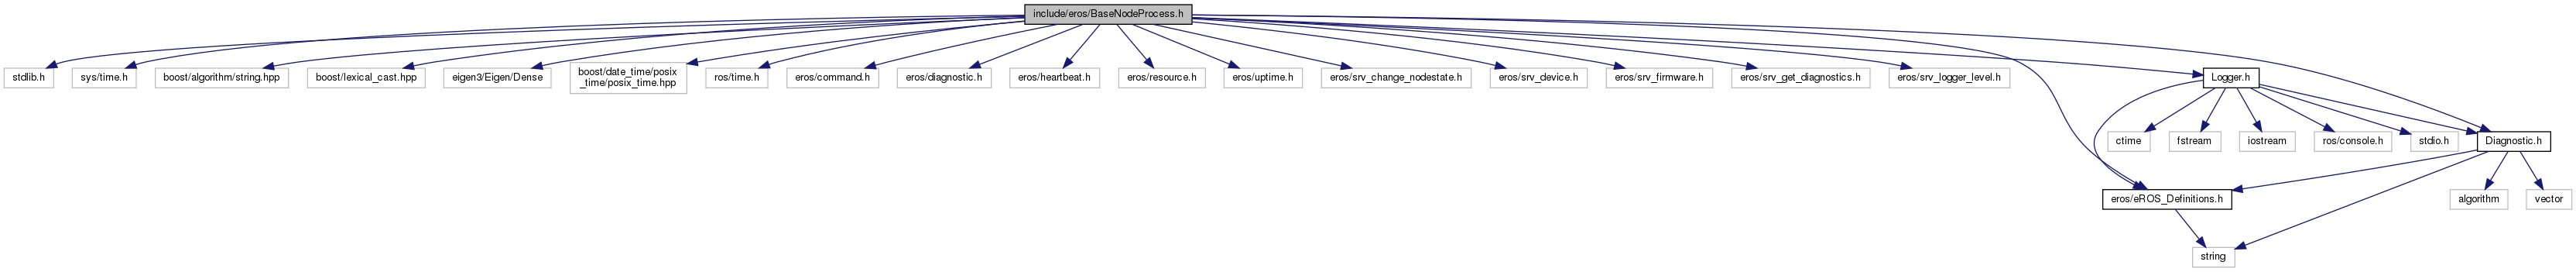 include/eros/BaseNodeProcess.h
stdlib.h
sys/time.h
boost/algorithm/string.hpp
boost/lexical_cast.hpp
eigen3/Eigen/Dense
boost/date_time/posix
_time/posix_time.hpp
ros/time.h
eros/command.h
eros/diagnostic.h
eros/heartbeat.h
eros/resource.h
eros/uptime.h
eros/srv_change_nodestate.h
eros/srv_device.h
eros/srv_firmware.h
eros/srv_get_diagnostics.h
eros/srv_logger_level.h
Logger.h
ctime
fstream
iostream
ros/console.h
stdio.h
Diagnostic.h
eros/eROS_Definitions.h
algorithm
vector
string